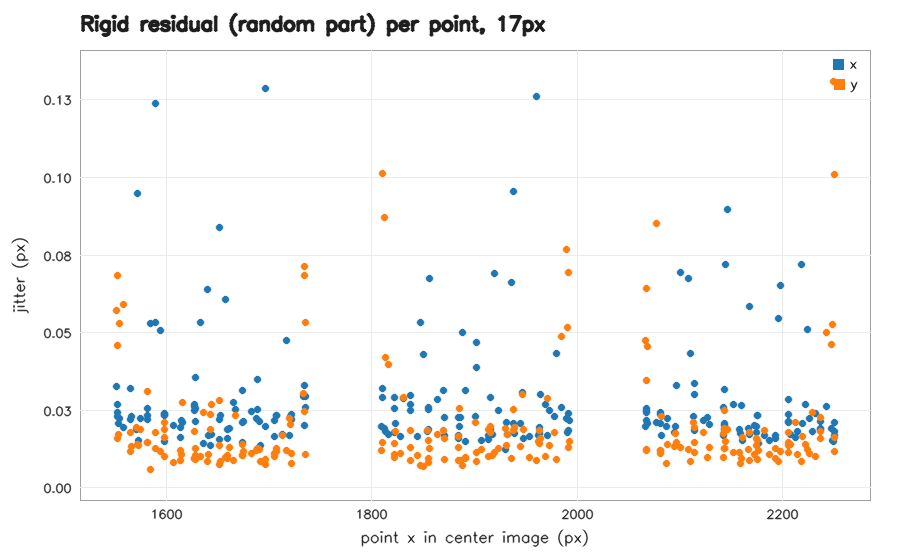 Rigid residual (random part) per point, 17px
x
y
0.13
0.10
0.08
0.05
0.03
0.00
jitter (px)
1600 1800 2000 2200
point x in center image (px)